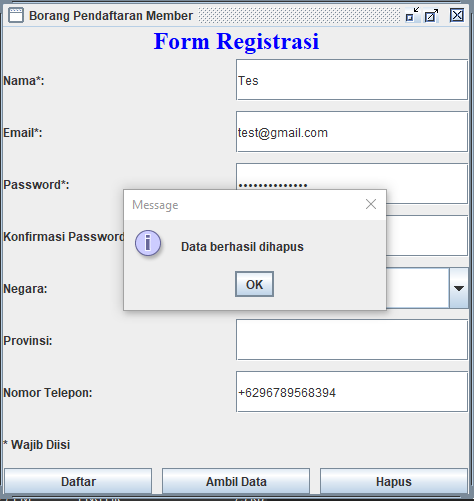 Borang Pendaftaran Member
Form Registrasi
Nama*:
Tes
Email*:
test@gmail.com
Password*:
••••••••••••••
Message
Konfirmasi Password
Data berhasil dihapus
OK
Negara:
Provinsi:
Nomor Telepon:
+6296789568394
* Wajib Diisi
Daftar
Ambil Data
Hapus